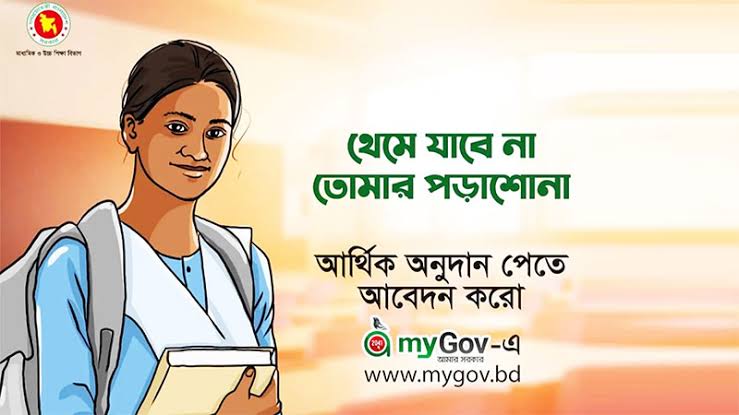 মাধ্যমিক ও উচ্চ শিক্ষা বিভাগ
থেমে যাবে না
তোমার পড়াশোনা
আর্থিক অনুদান পেতে
আবেদন করো
myGov-এ
আমার সরকার
www.mygov.bd